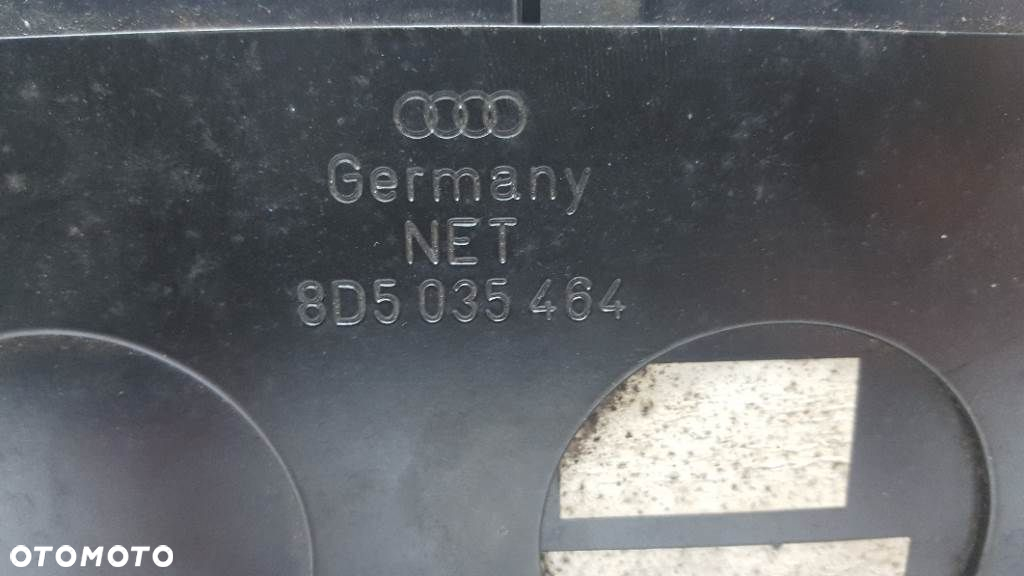 Germany
NET
8D5 035 464
OTOMOTO